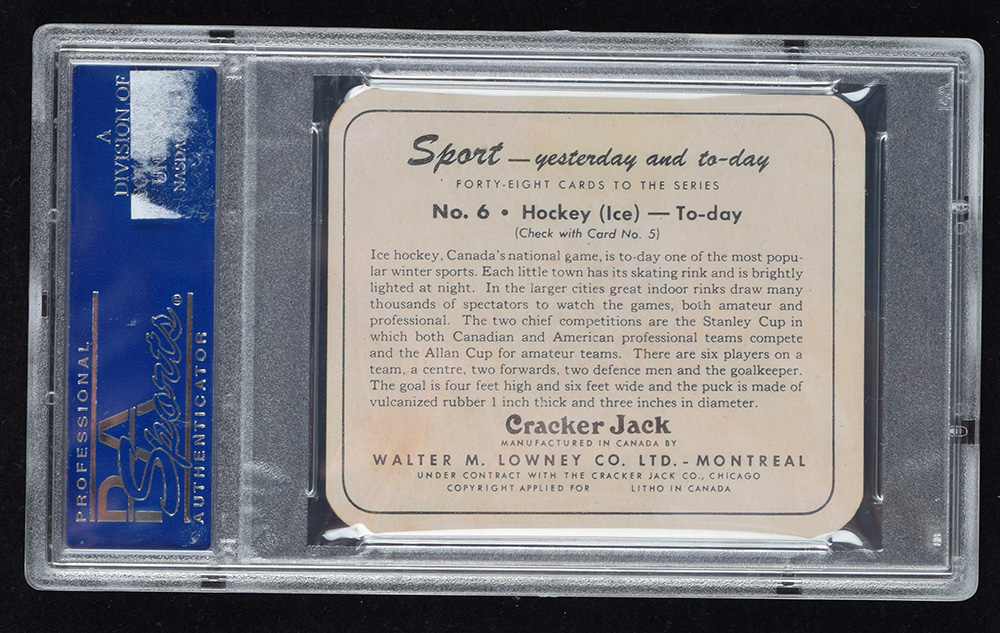 A
DIVISION OF
UNI
NASDA
PROFESSIONAL
PSA
Sports®
AUTHENTICATOR
Sport — yesterday and to-day
FORTY-EIGHT CARDS TO THE SERIES
No. 6 • Hockey (Ice) — To-day
(Check with Card No. 5)
Ice hockey, Canada's national game, is to-day one of the most popu-
lar winter sports. Each little town has its skating rink and is brightly
lighted at night. In the larger cities great indoor rinks draw many
thousands of spectators to watch the games, both amateur and
professional. The two chief competitions are the Stanley Cup in
which both Canadian and American professional teams compete
and the Allan Cup for amateur teams. There are six players on a
team, a centre, two forwards, two defence men and the goalkeeper.
The goal is four feet high and six feet wide and the puck is made of
vulcanized rubber 1 inch thick and three inches in diameter.
Cracker Jack
MANUFACTURED IN CANADA BY
WALTER M. LOWNEY CO. LTD. - MONTREAL
UNDER CONTRACT WITH THE CRACKER JACK CO., CHICAGO
COPYRIGHT APPLIED FOR LITHO IN CANADA